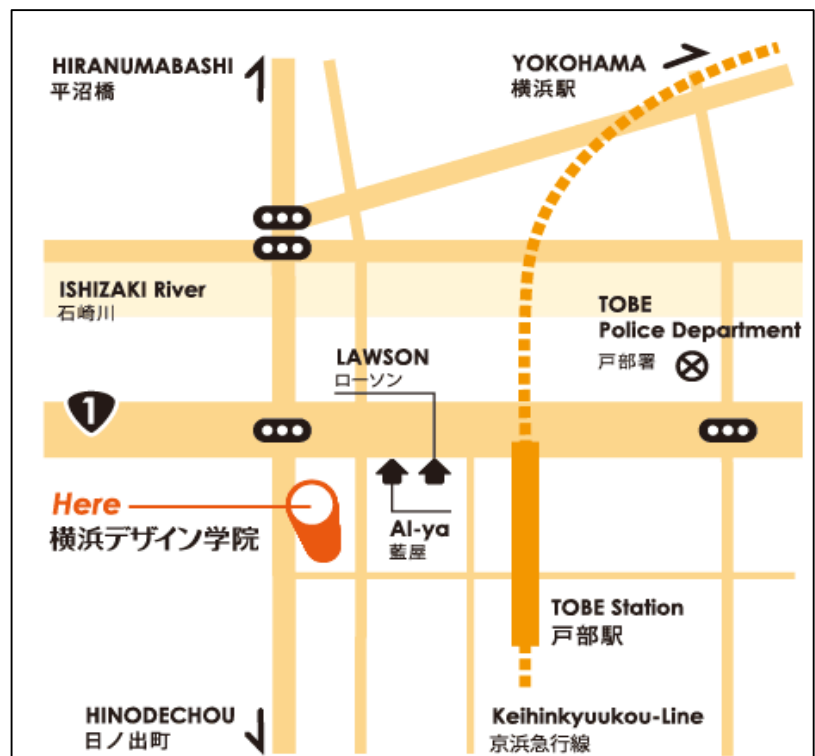 HIRANUMABASHI
平沼橋
YOKOHAMA
横浜駅
ISHIZAKI River
石崎川
TOBE
Police Department
戸部署
LAWSON
ローソン
1
Here
横浜デザイン学院
AI-ya
藍屋
TOBE Station
戸部駅
HINODECHOU
日ノ出町
Keihinkyuukou-Line
京浜急行線